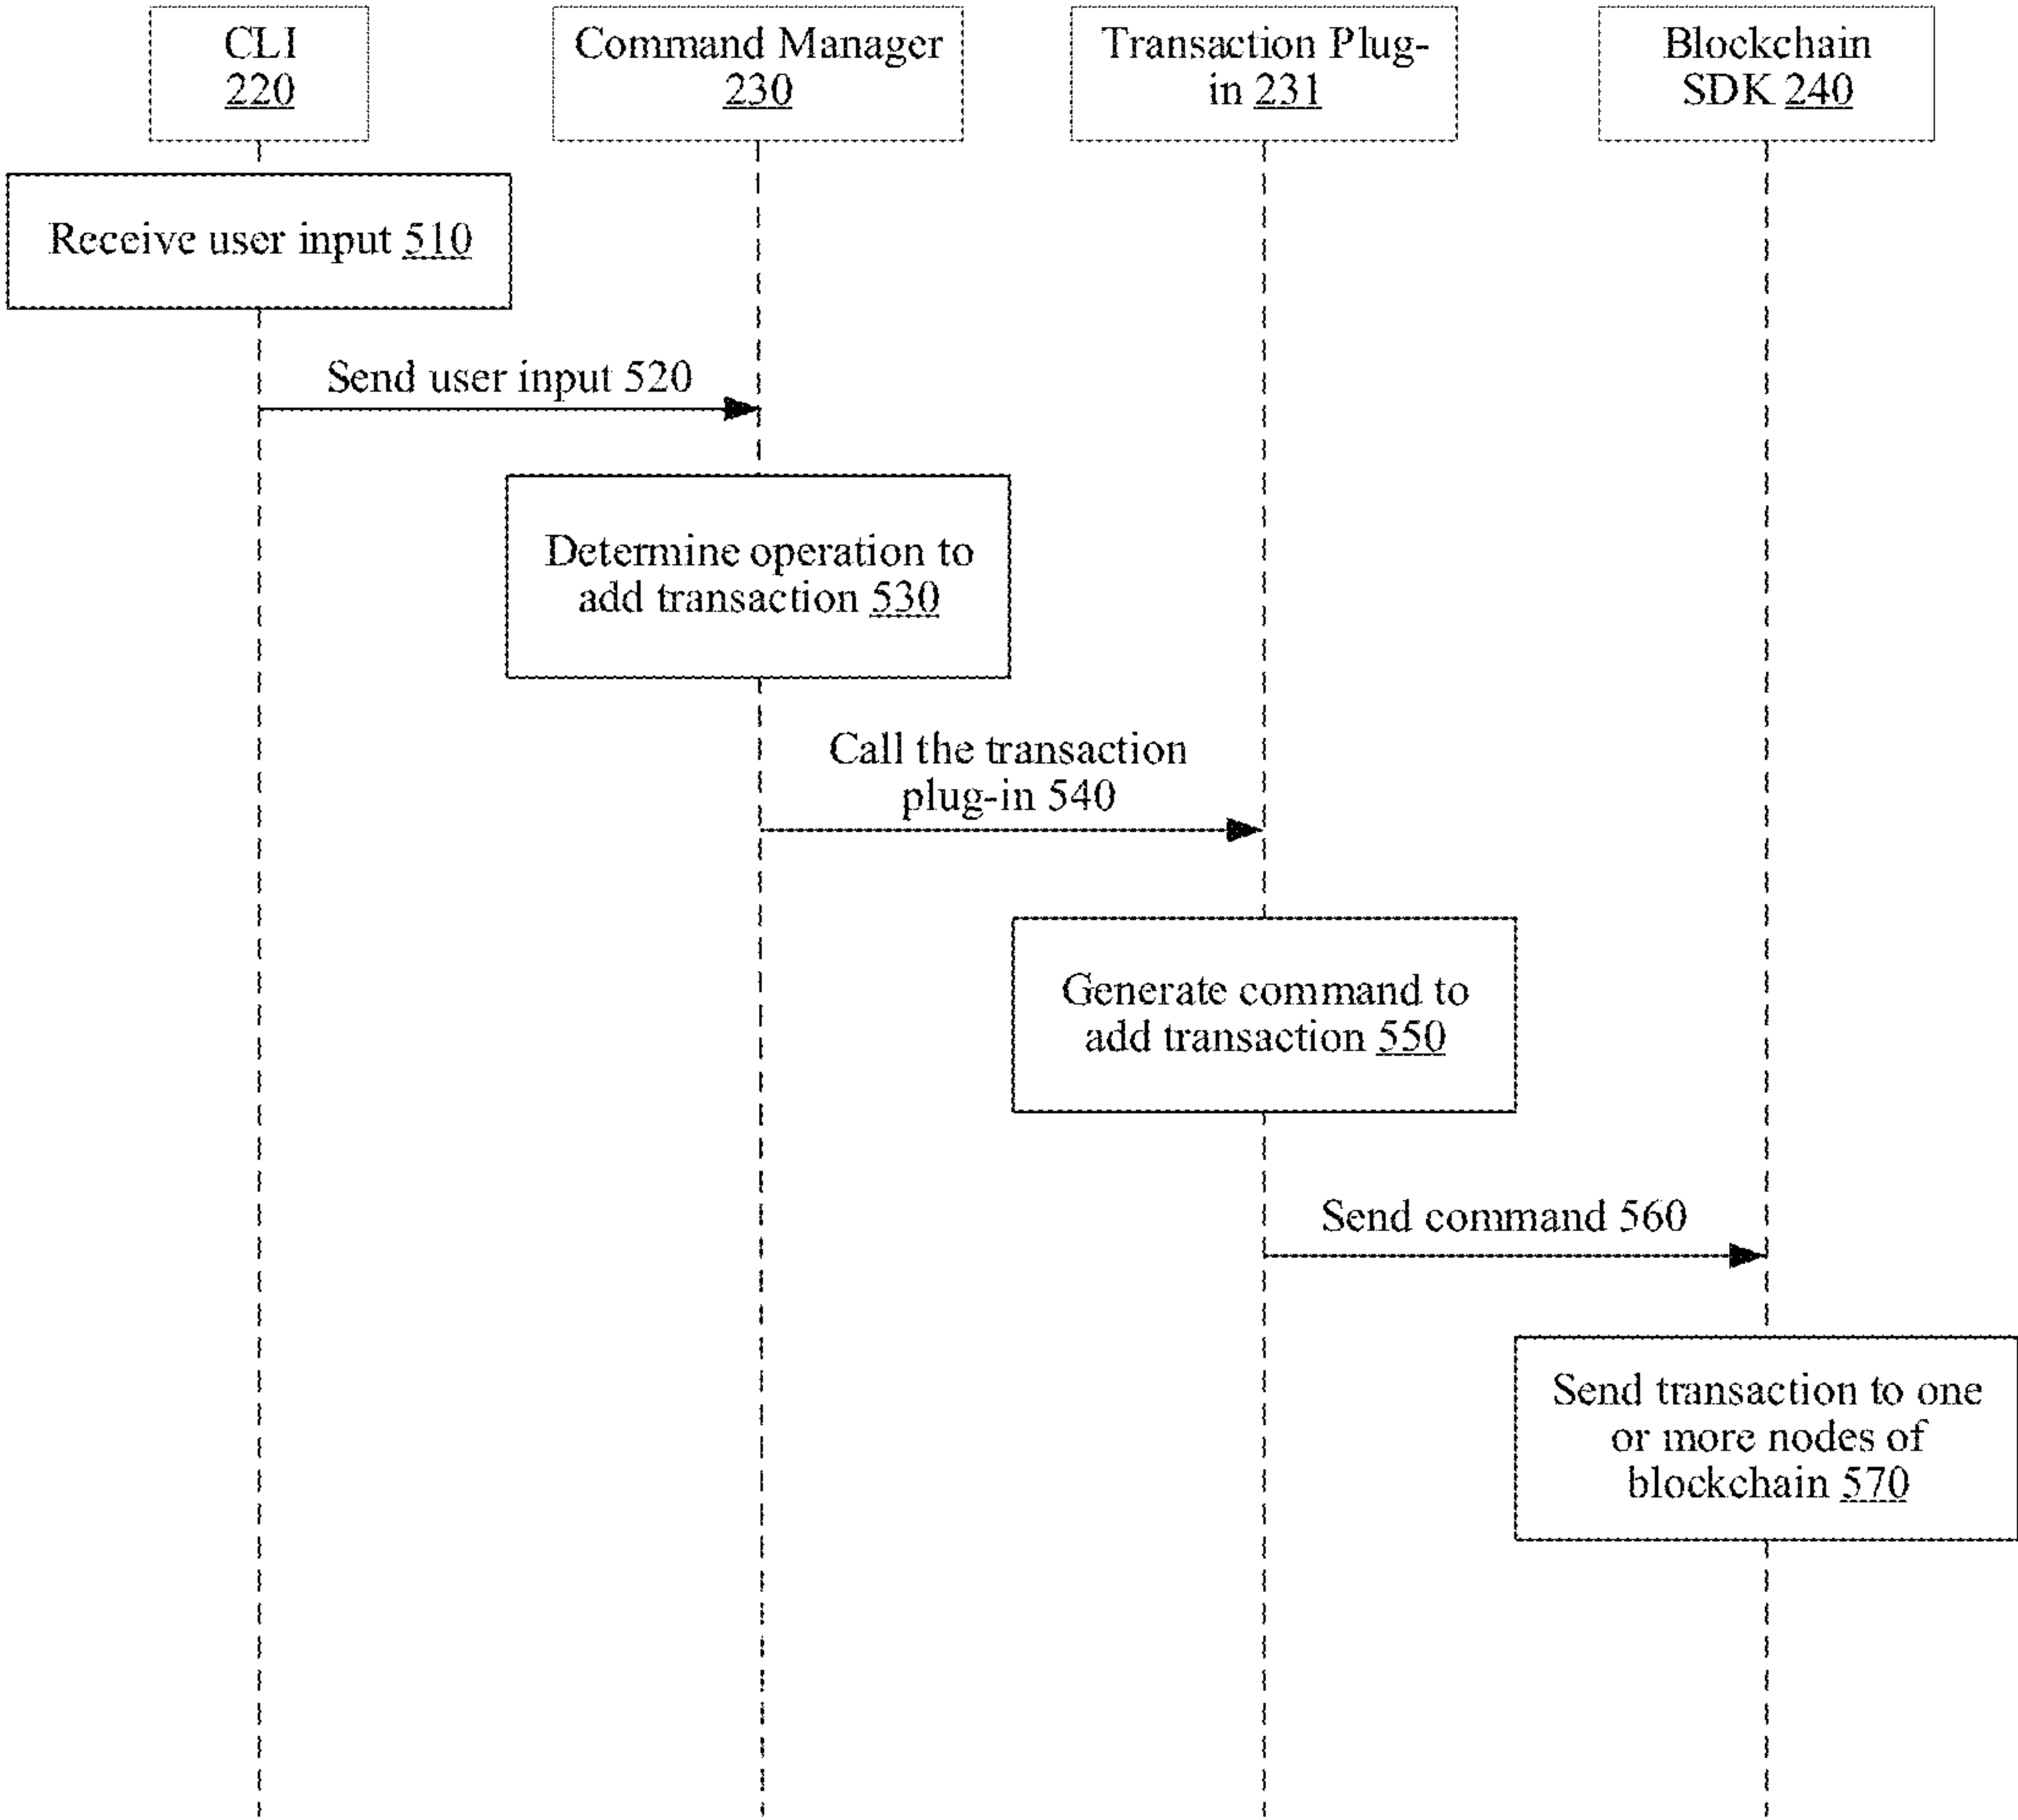 CLI
220
Command Manager
230
Transaction Plug-
in 231
Blockchain
SDK 240
Receive user input 510
Send user input 520
Determine operation to
add transaction 530
Call the transaction
plug-in 540
Generate command to
add transaction 550
Send command 560
Send transaction to one
or more nodes of
blockchain 570